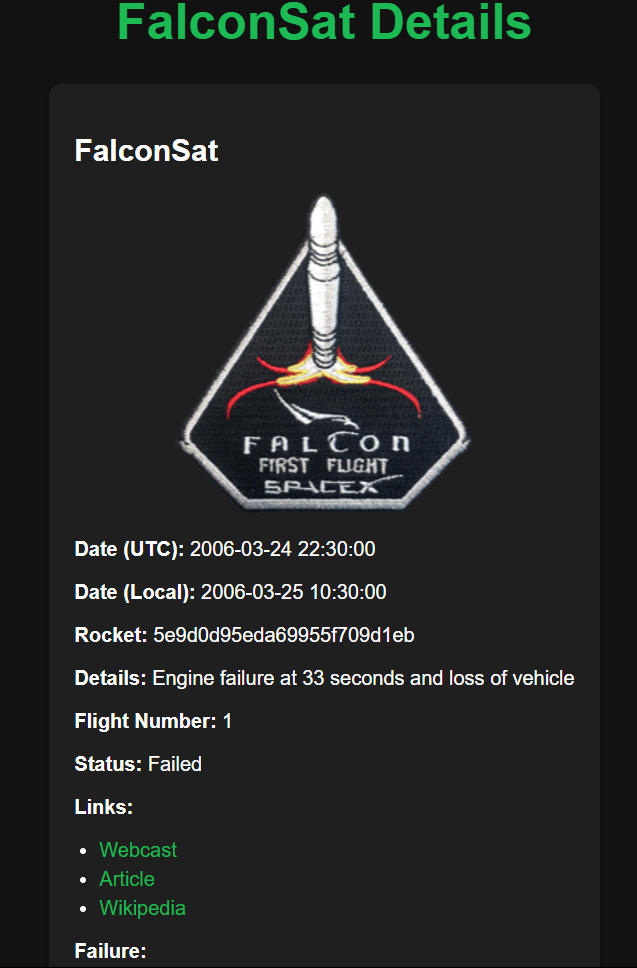 FalconSat Details
FalconSat
FALCON
FIRST FLIGHT
SPACEX
Date (UTC): 2006-03-24 22:30:00
Date (Local): 2006-03-25 10:30:00
Rocket: 5e9d0d95eda69955f709d1eb
Details: Engine failure at 33 seconds and loss of vehicle
Flight Number: 1
Status: Failed
Links:
• Webcast
• Article
• Wikipedia
Failure: